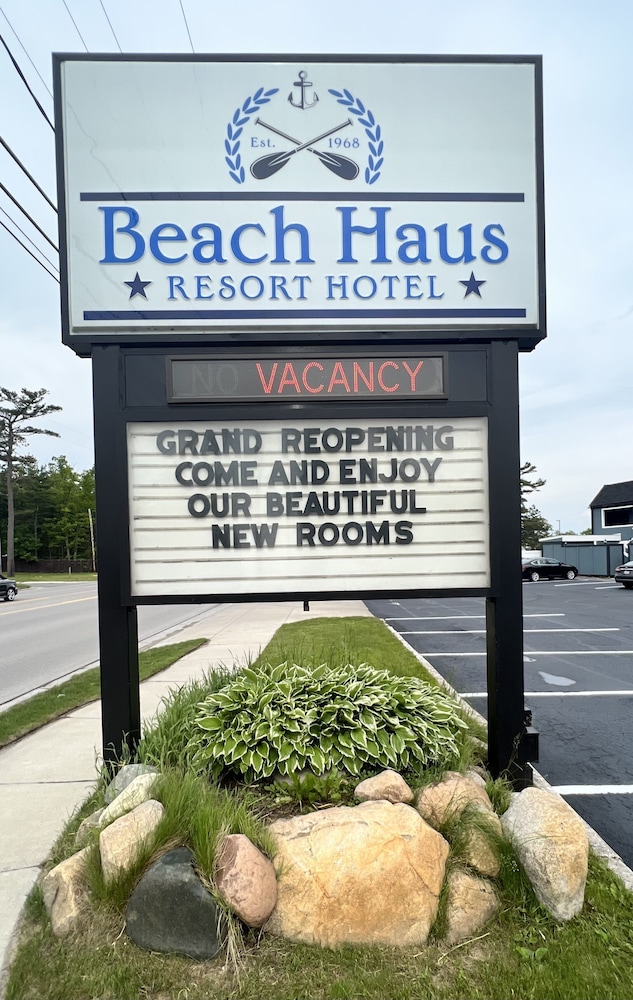 Est. 1968
Beach Haus
RESORT HOTEL
NO VACANCY
GRAND REOPENING
COME AND ENJOY
OUR BEAUTIFUL
NEW ROOMS